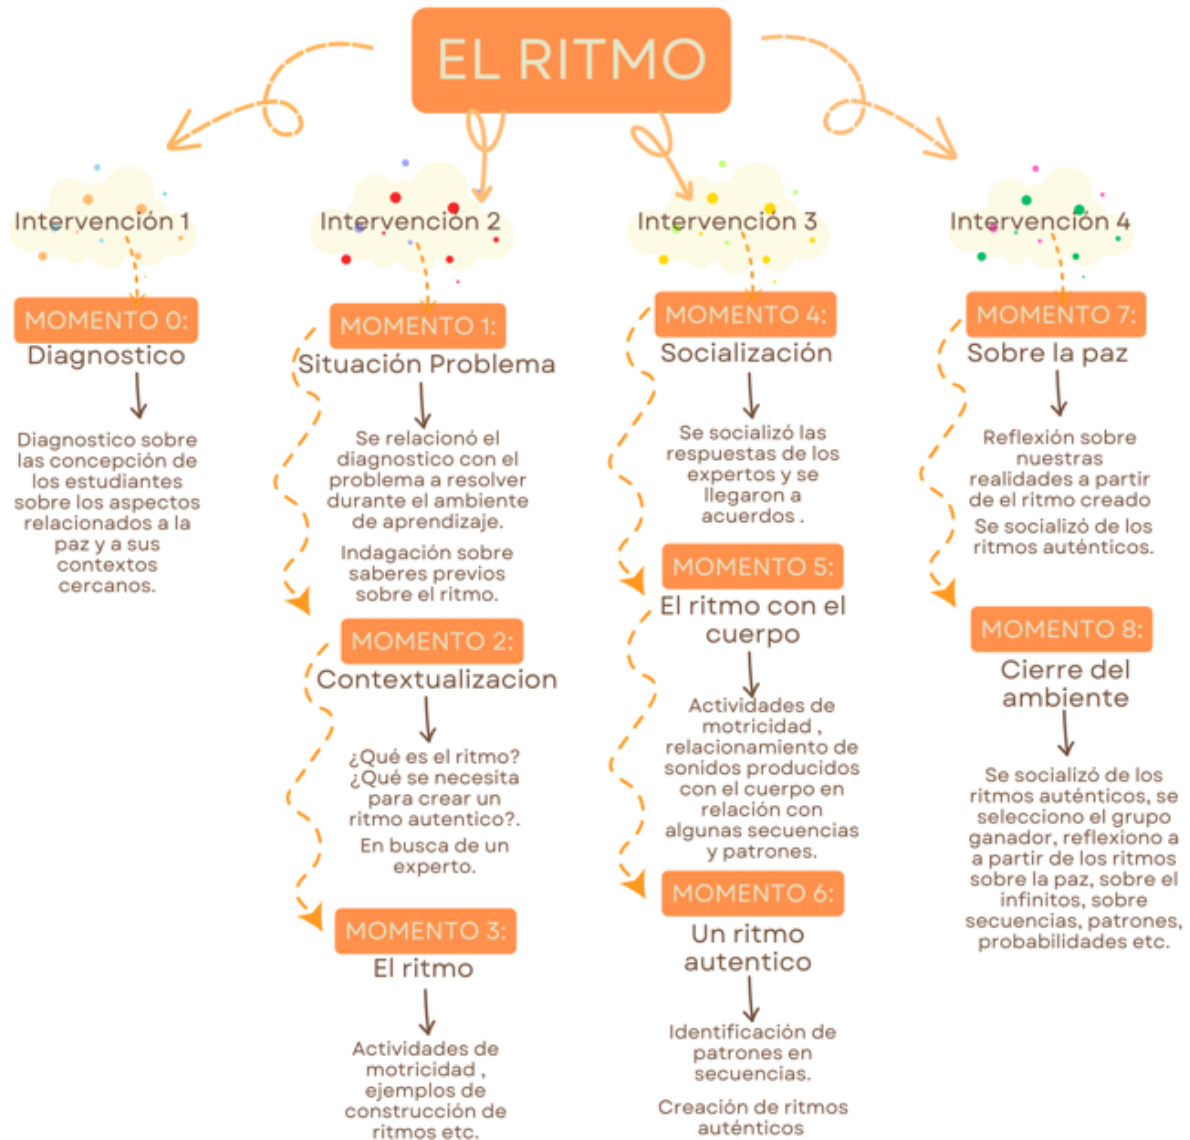 EL RITMO
Intervención 1
MOMENTO 0:
Diagnostico
Diagnostico sobre
las concepción de
los estudiantes
sobre los aspectos
relacionados a la
paz y a sus
contextos
cercanos.
Intervención 2
MOMENTO 1:
Situación Problema
Se relacionó el
diagnostico con el
problema a resolver
durante el ambiente
de aprendizaje.
Indagación sobre
saberes previos
sobre el ritmo.
MOMENTO 2:
Contextualizacion
¿Qué es el ritmo?
¿Qué se necesita
para crear un
ritmo autentico?.
En busca de un
experto.
MOMENTO 3:
El ritmo
Actividades de
motricidad ,
ejemplos de
construcción de
ritmos etc.
Intervención 3
MOMENTO 4:
Socialización
Se socializó las
respuestas de los
expertos y se
llegaron a
acuerdos .
MOMENTO 5:
El ritmo con el
cuerpo
Actividades de
motricidad ,
relacionamiento de
sonidos producidos
con el cuerpo en
relación con
algunas secuencias
y patrones.
MOMENTO 6:
Un ritmo
autentico
Identificación de
patrones en
secuencias.
Creación de ritmos
auténticos
Intervención 4
MOMENTO 7:
Sobre la paz
Reflexión sobre
nuestras
realidades a partir
de el ritmo creado
Se socializó de los
ritmos auténticos.
MOMENTO 8:
Cierre del
ambiente
Se socializó de los
ritmos auténticos, se
selecciono el grupo
ganador, reflexiono a
a partir de los ritmos
sobre la paz, sobre el
infinitos, sobre
secuencias, patrones,
probabilidades etc.